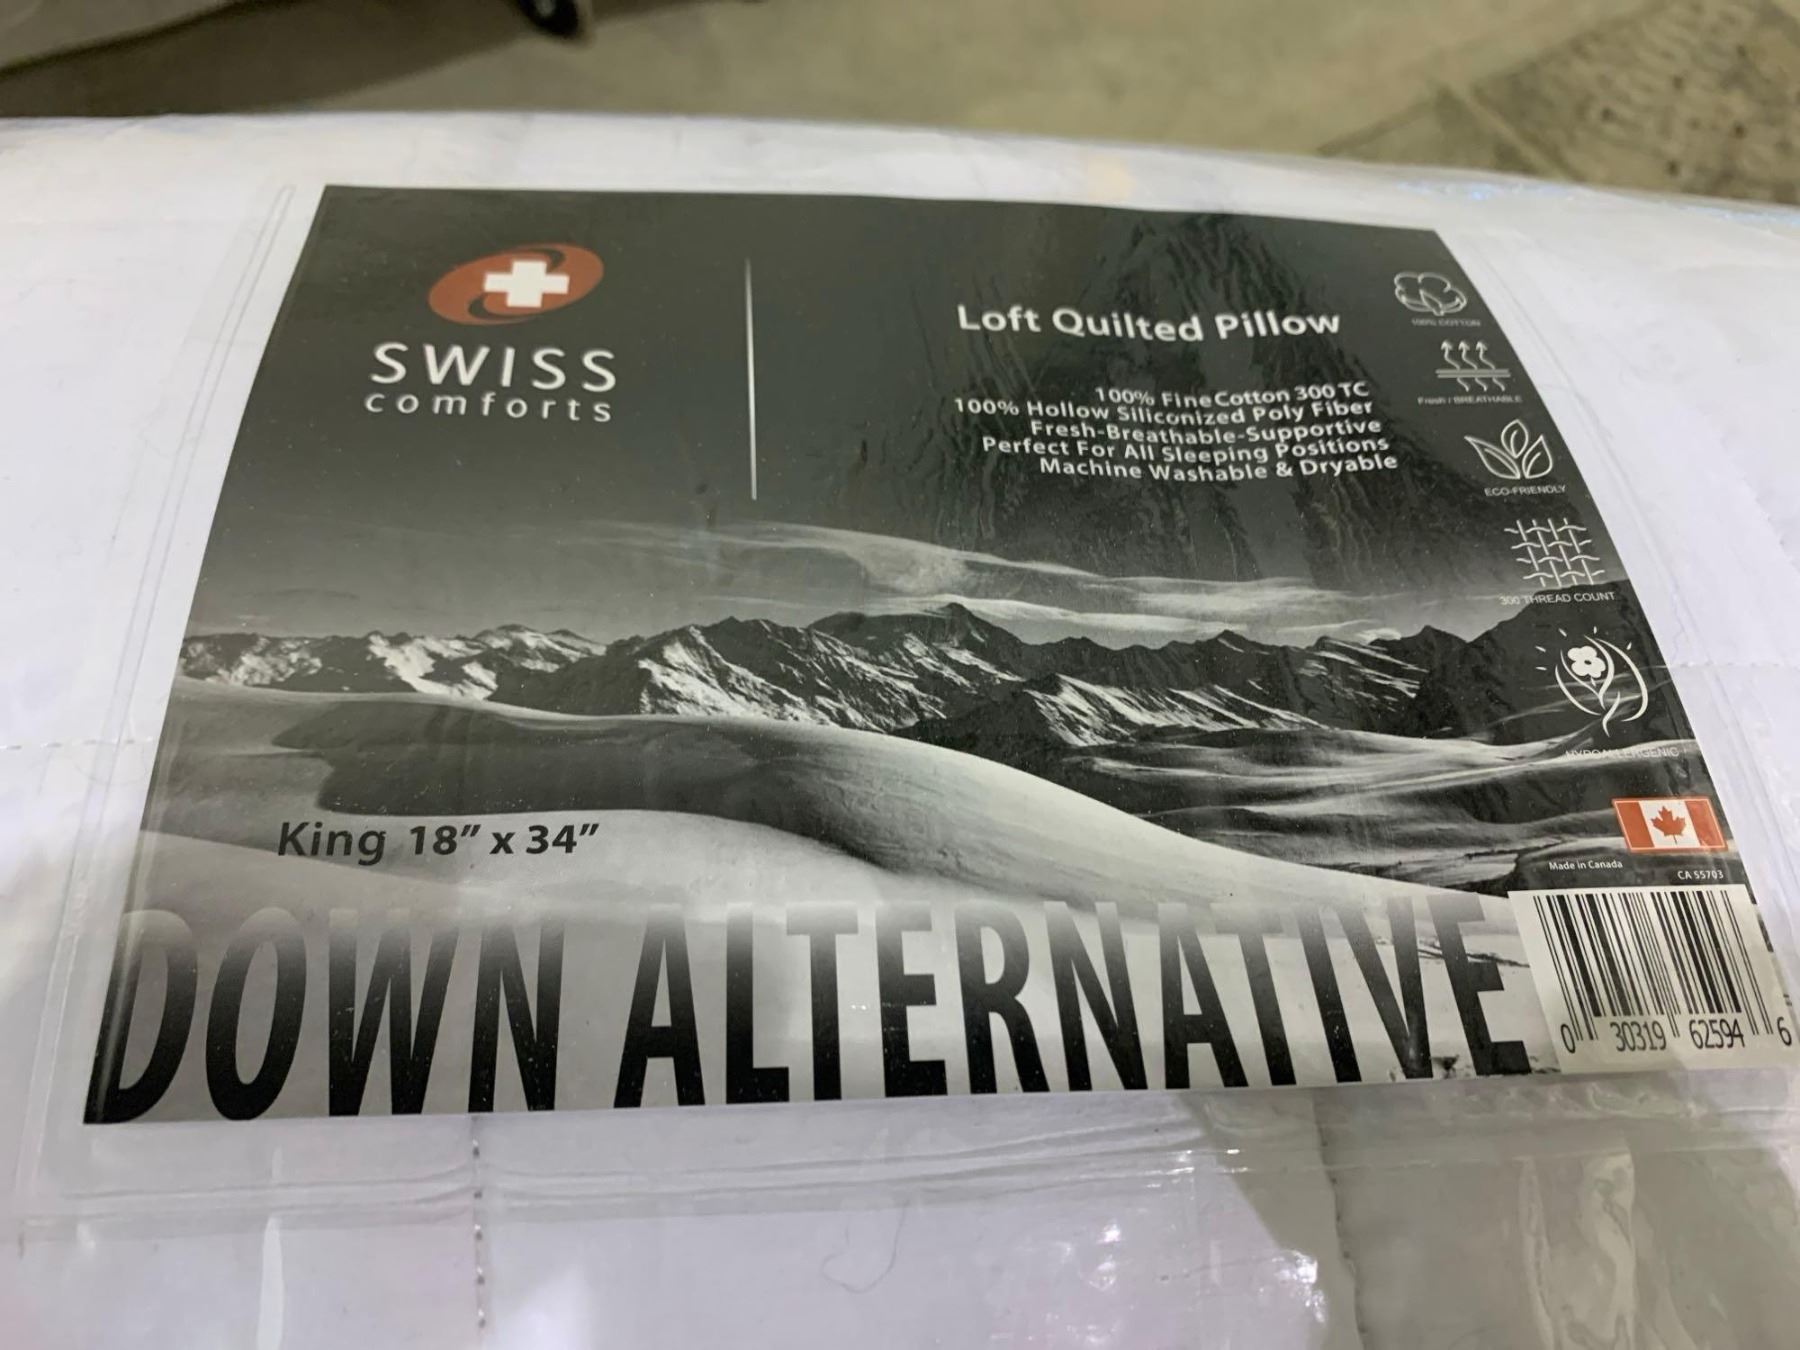 SWISS
comforts
Loft Quilted Pillow
100% Fine Cotton 300 TC
100% Hollow Siliconized Poly Fiber
Fresh-Breathable-Supportive
Perfect For All Sleeping Positions
Machine Washable & Dryable
100% COTTON
Fresh / BREATHABLE
ECO-FRIENDLY
300 THREAD COUNT
HYPOALLERGENIC
King 18" x 34"
Made in Canada
CA 55703
DOWN ALTERNATIVE
0 30319 62594 6